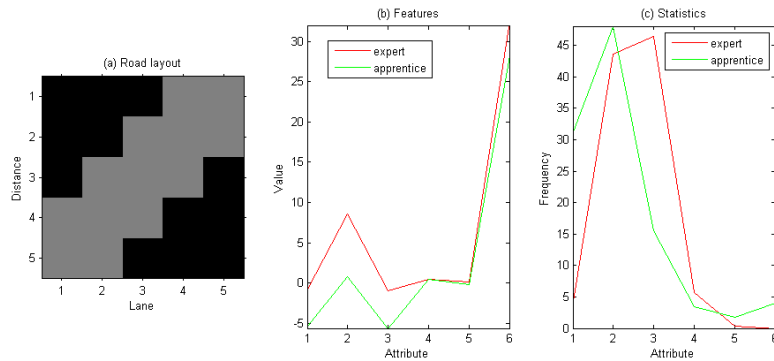 (a) Road layout
1
2
3
4
5
Distance
1 2 3 4 5
Lane
(b) Features
expert
apprentice
30
25
20
15
10
5
0
-5
Value
1 2 3 4 5 6
Attribute
(c) Statistics
expert
apprentice
45
40
35
30
25
20
15
10
5
0
Frequency
1 2 3 4 5 6
Attribute